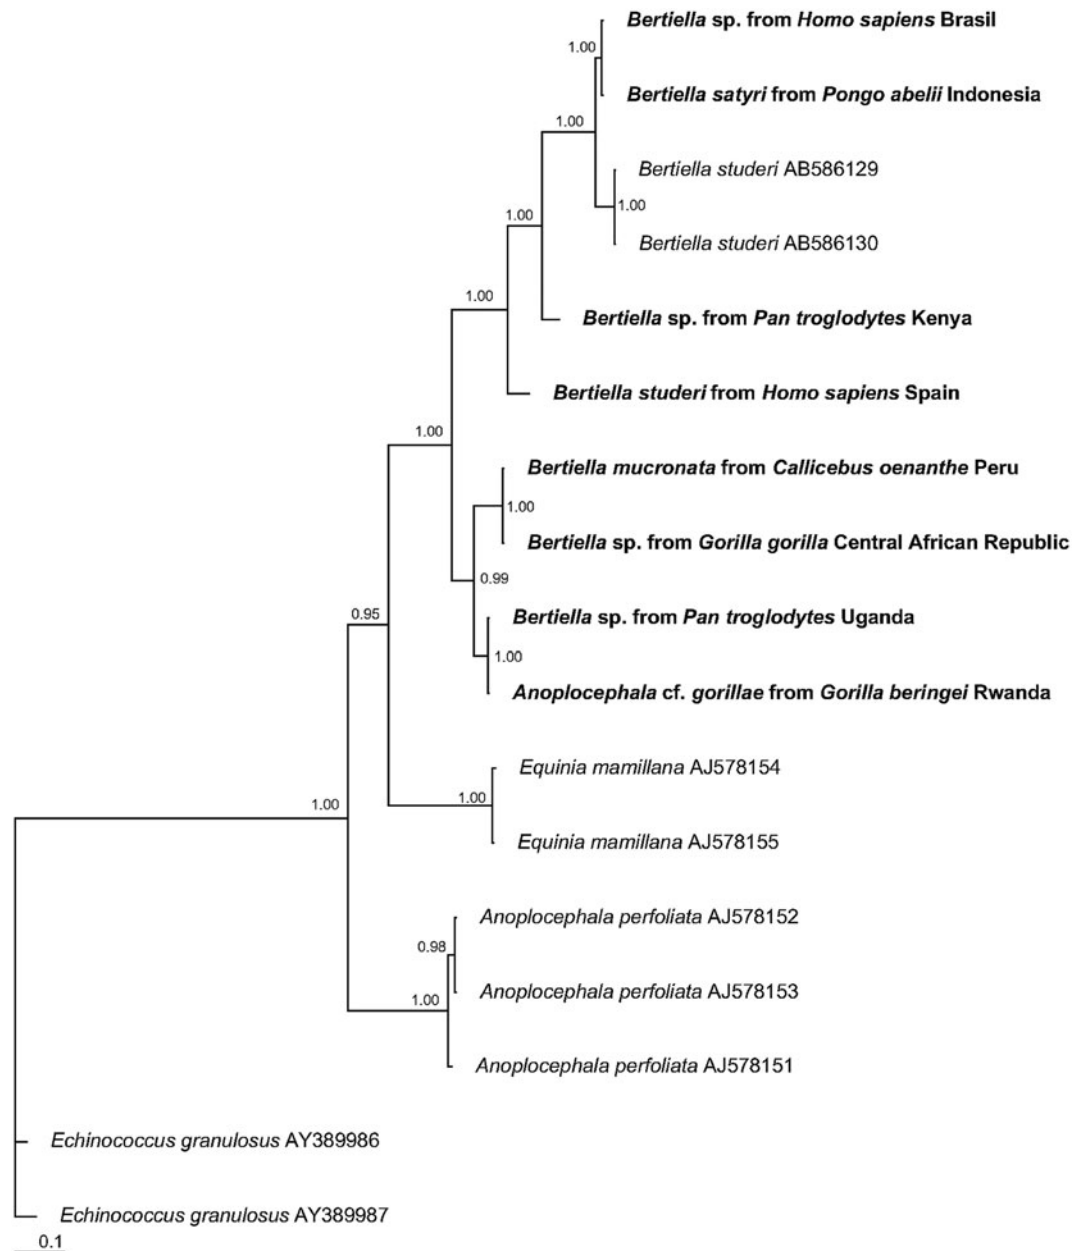 Bertiella sp. from Homo sapiens Brasil
1.00
Bertiella satyri from Pongo abelii Indonesia
1.00
Bertiella studeri AB586129
1.00
1.00
Bertiella studeri AB586130
1.00
Bertiella sp. from Pan troglodytes Kenya
Bertiella studeri from Homo sapiens Spain
1.00
Bertiella mucronata from Callicebus oenanthe Peru
1.00
Bertiella sp. from Gorilla gorilla Central African Republic
0.99
0.95
Bertiella sp. from Pan troglodytes Uganda
1.00
Anoplocephala cf. gorillae from Gorilla beringei Rwanda
Equinia mamillana AJ578154
1.00
1.00
Equinia mamillana AJ578155
Anoplocephala perfoliata AJ578152
0.98
Anoplocephala perfoliata AJ578153
1.00
Anoplocephala perfoliata AJ578151
Echinococcus granulosus AY389986
Echinococcus granulosus AY389987
0.1